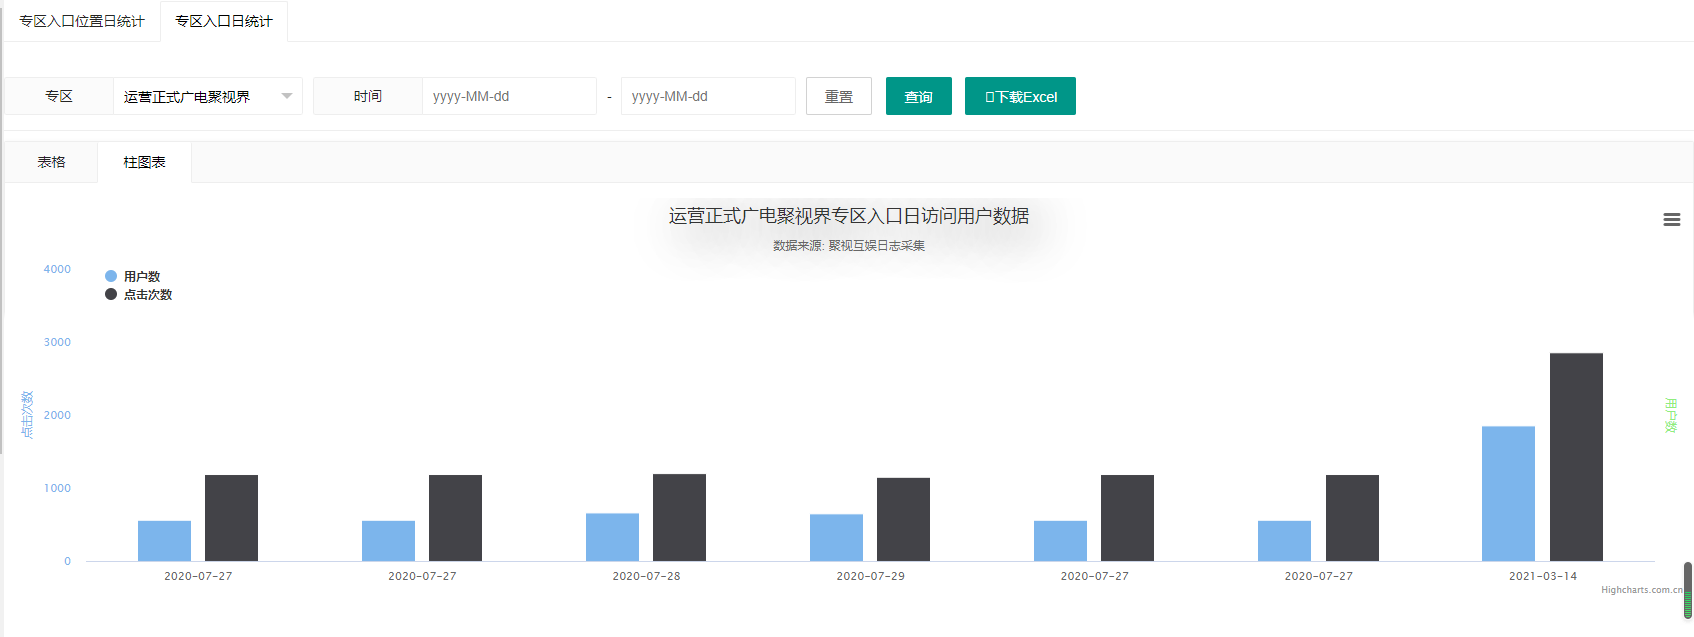 专区入口位置日统计 专区入口日统计
专区 运营正式广电聚视界 时间 yyyy-MM-dd - yyyy-MM-dd 重置 查询 下载Excel
表格 柱图表
运营正式广电聚视界专区入口日访问用户数据
数据来源: 聚视互娱日志采集
用户数
点击次数
4000
3000
2000
1000
0
点击次数
用户数
2020-07-27 2020-07-27 2020-07-28 2020-07-29 2020-07-27 2020-07-27 2021-03-14
Highcharts.com.cn